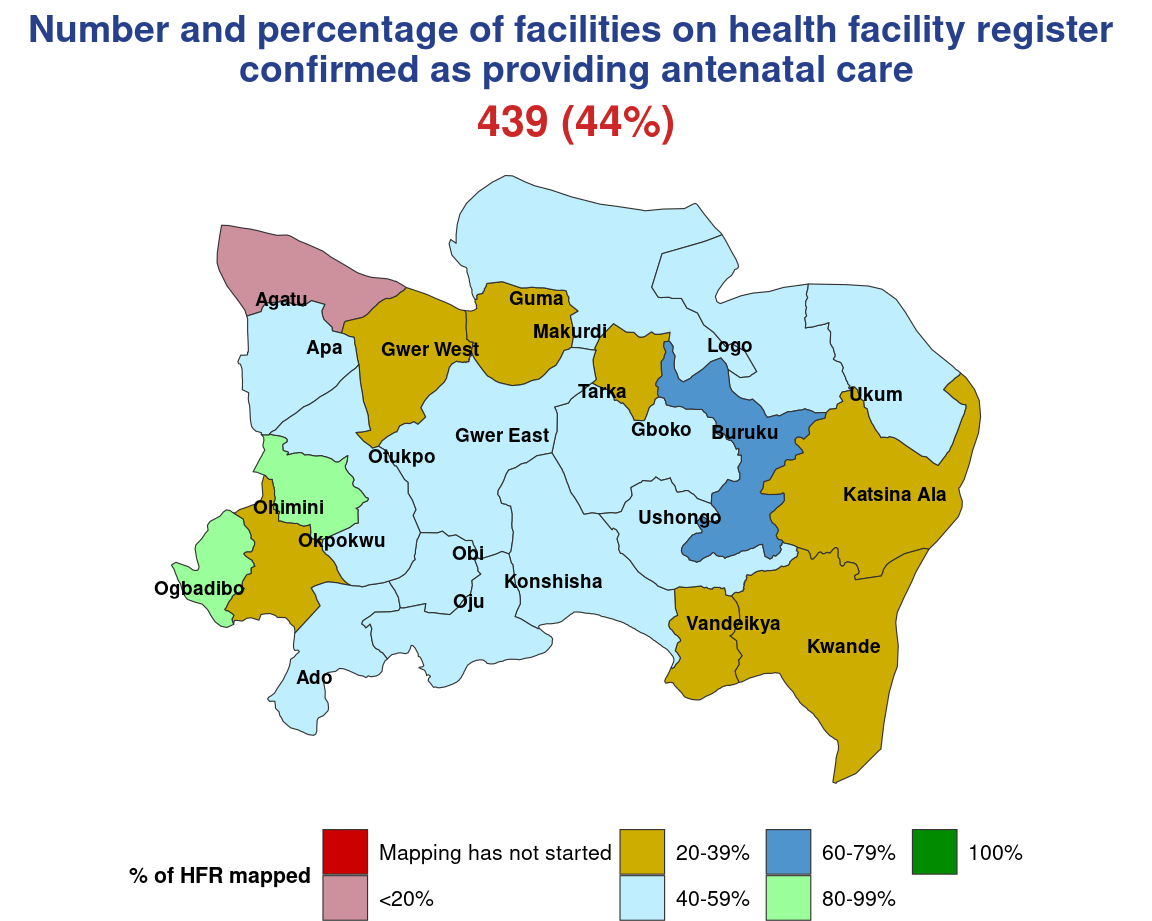 Number and percentage of facilities on health facility register
confirmed as providing antenatal care
439 (44%)
Agatu
Guma
Makurdi
Apa
Gwer West
Logo
Tarka
Ukum
Gwer East
Gboko
Buruku
Otukpo
Katsina Ala
Ohimini
Ushongo
Okpokwu
Obi
Konshisha
Ogbadibo
Oju
Vandeikya
Kwande
Ado
% of HFR mapped
Mapping has not started
<20%
20-39%
40-59%
60-79%
80-99%
100%